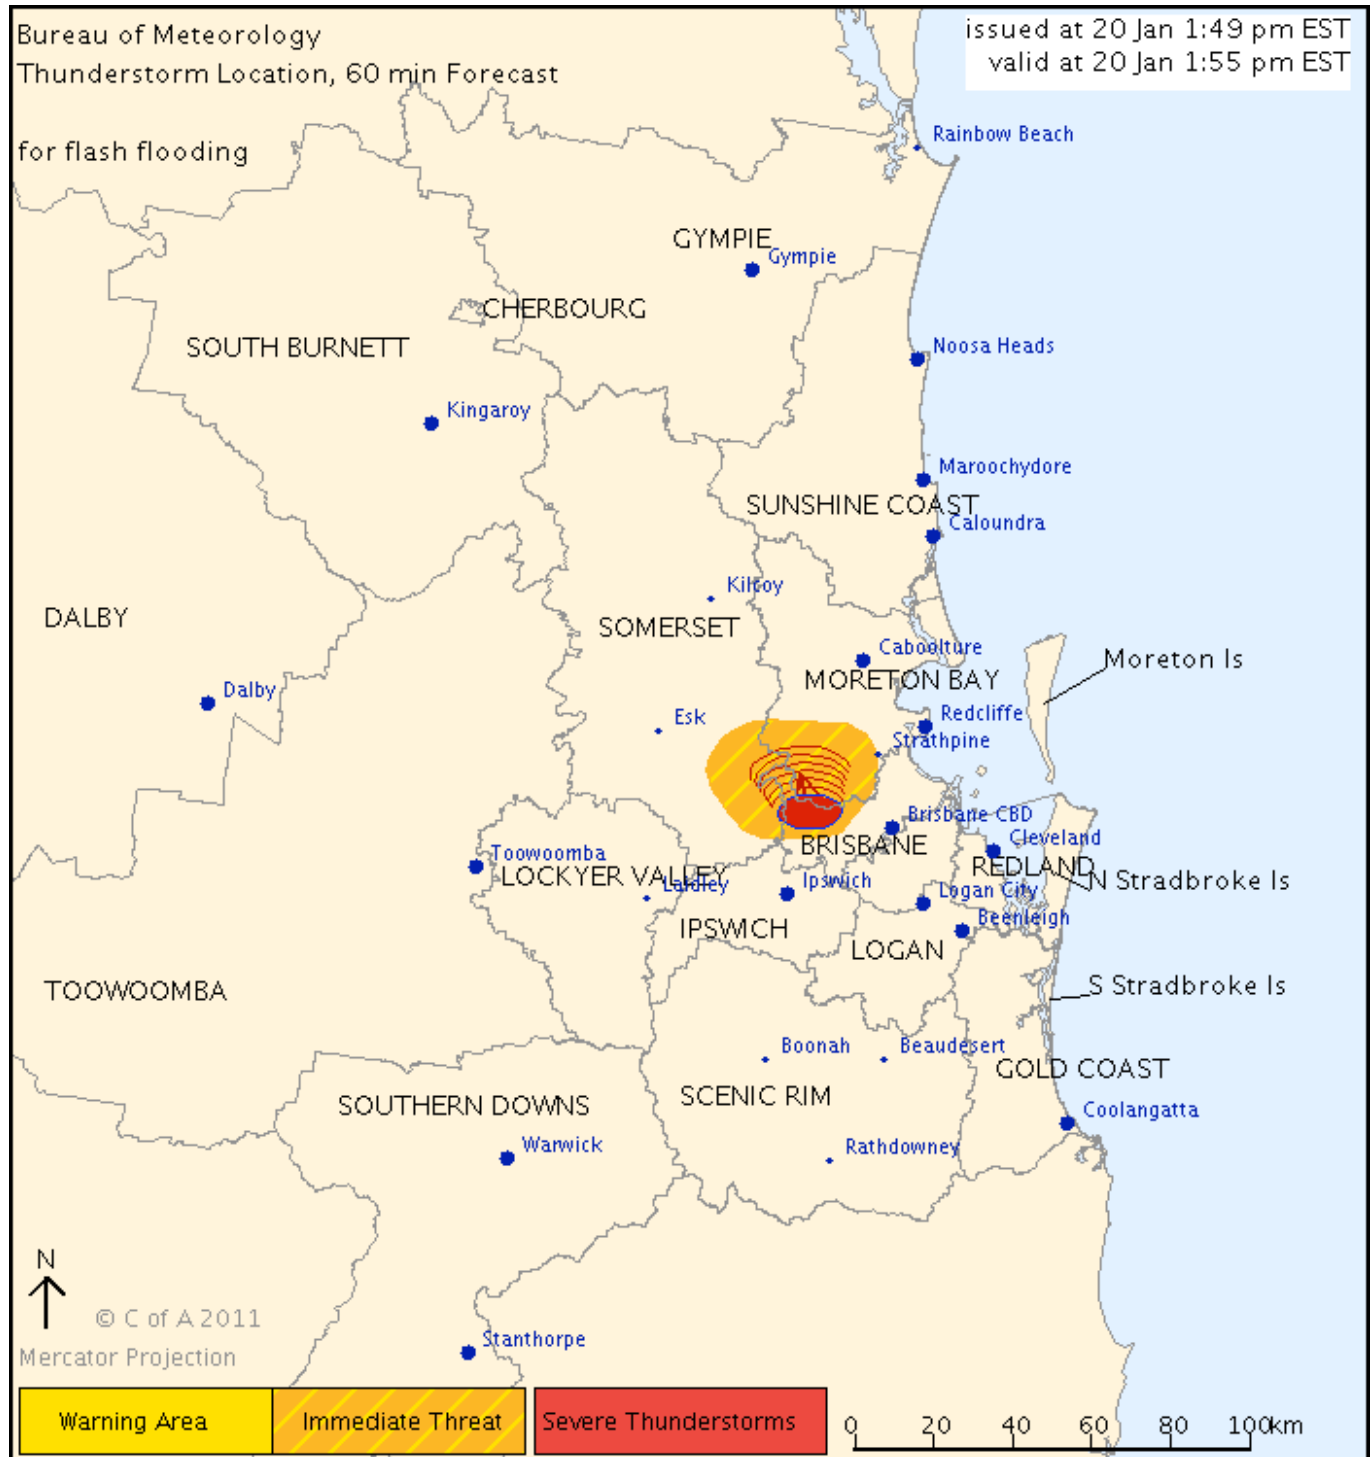 Bureau of Meteorology
issued at 20 Jan 1:49 pm EST
Thunderstorm Location, 60 min Forecast
valid at 20 Jan 1:55 pm EST
for flash flooding
Rainbow Beach
GYMPIE
Gympie
CHERBOURG
SOUTH BURNETT
Noosa Heads
Kingaroy
Maroochydore
SUNSHINE COAST
Caloundra
Kilcoy
DALBY
SOMERSET
Caboolture
Moreton Is
MORETON BAY
Dalby
Esk
Redcliffe
Strathpine
Brisbane CBD
BRISBANE
Cleveland
Toowoomba
LOCKYER VALLEY
REDLAND
Laidley
Ipswich
Logan City
N Stradbroke Is
IPSWICH
Beenleigh
LOGAN
TOOWOOMBA
S Stradbroke Is
Boonah
Beaudesert
GOLD COAST
SOUTHERN DOWNS
SCENIC RIM
Coolangatta
Warwick
Rathdowney
N
© C of A 2011
Stanthorpe
Mercator Projection
Warning Area
Immediate Threat
Severe Thunderstorms
0 20 40 60 80 100km